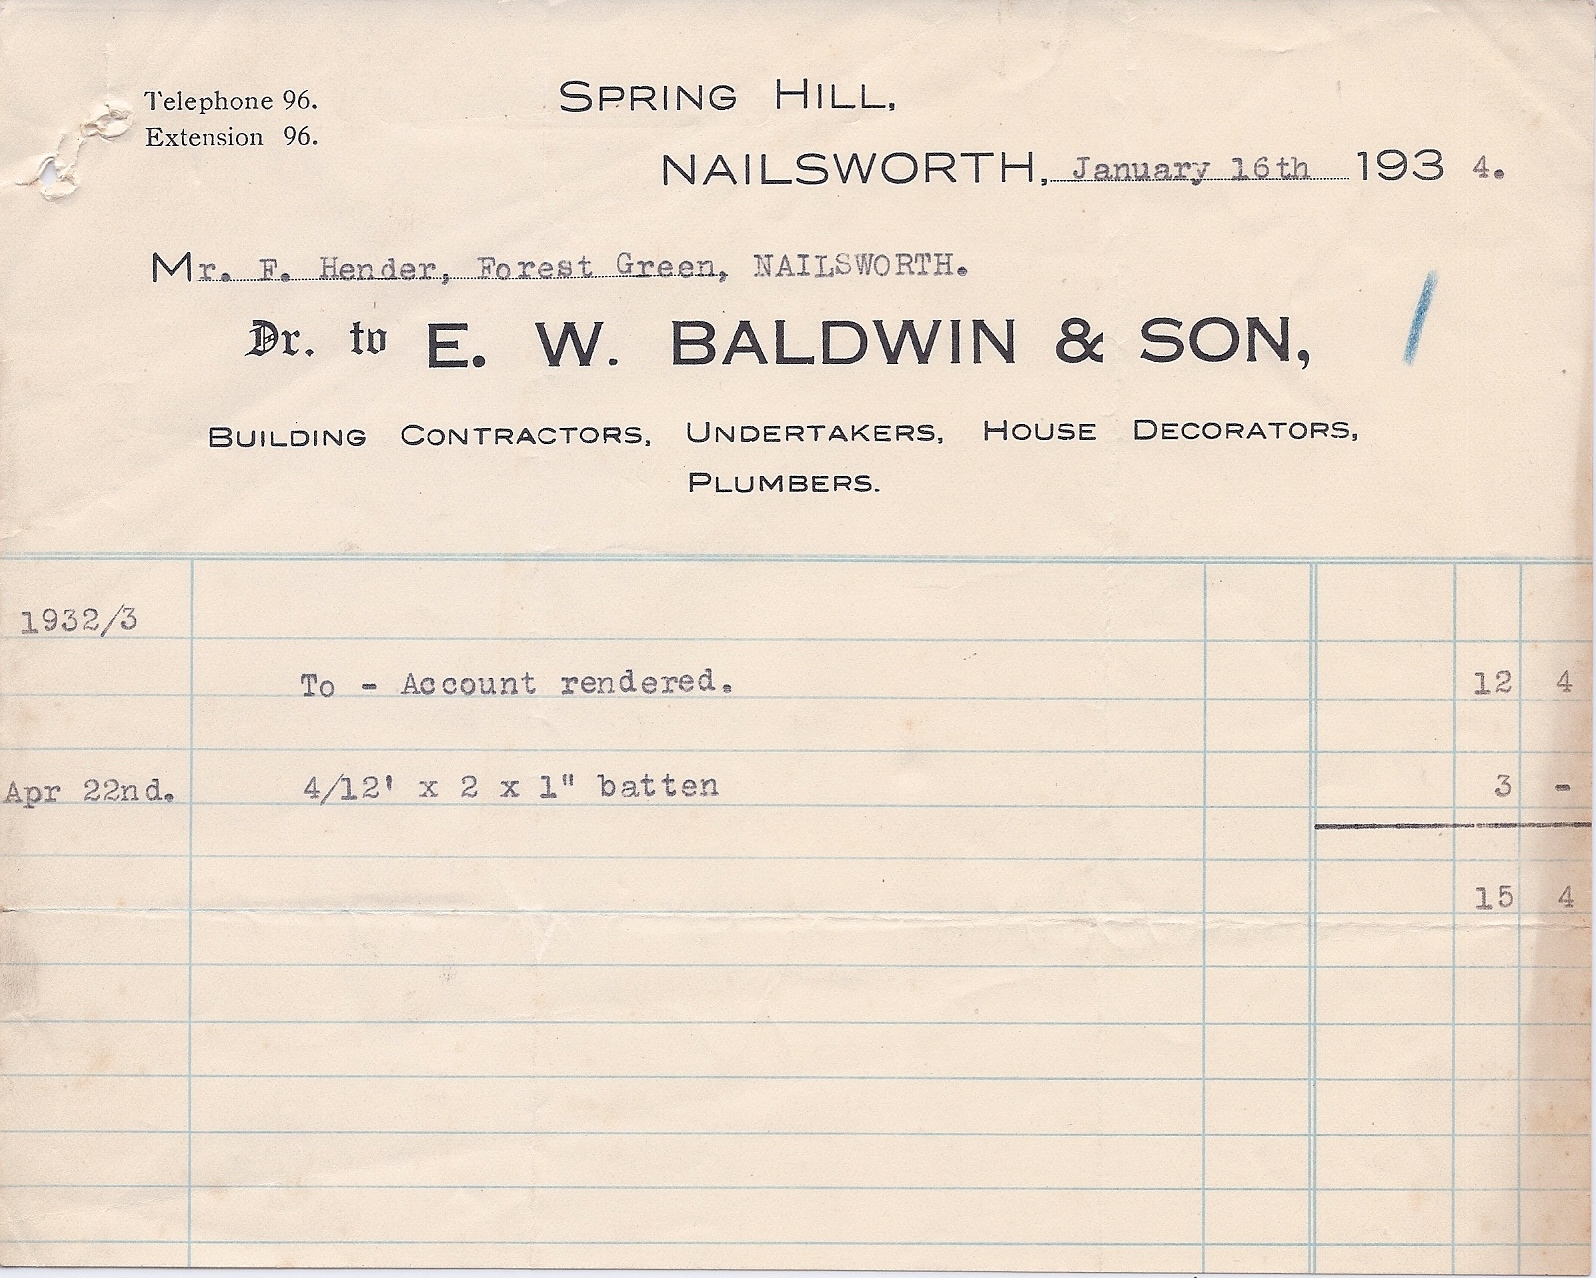 Telephone 96.
Extension 96.
SPRING HILL,
NAILSWORTH, January 16th 193 4.
Mr. F. Hender, Forest Green, NAILSWORTH.
Dr. to E. W. BALDWIN & SON,
BUILDING CONTRACTORS, UNDERTAKERS, HOUSE DECORATORS,
PLUMBERS.
1932/3
To - Account rendered. 12 4
Apr 22nd. 4/12' x 2 x 1" batten 3 -
15 4